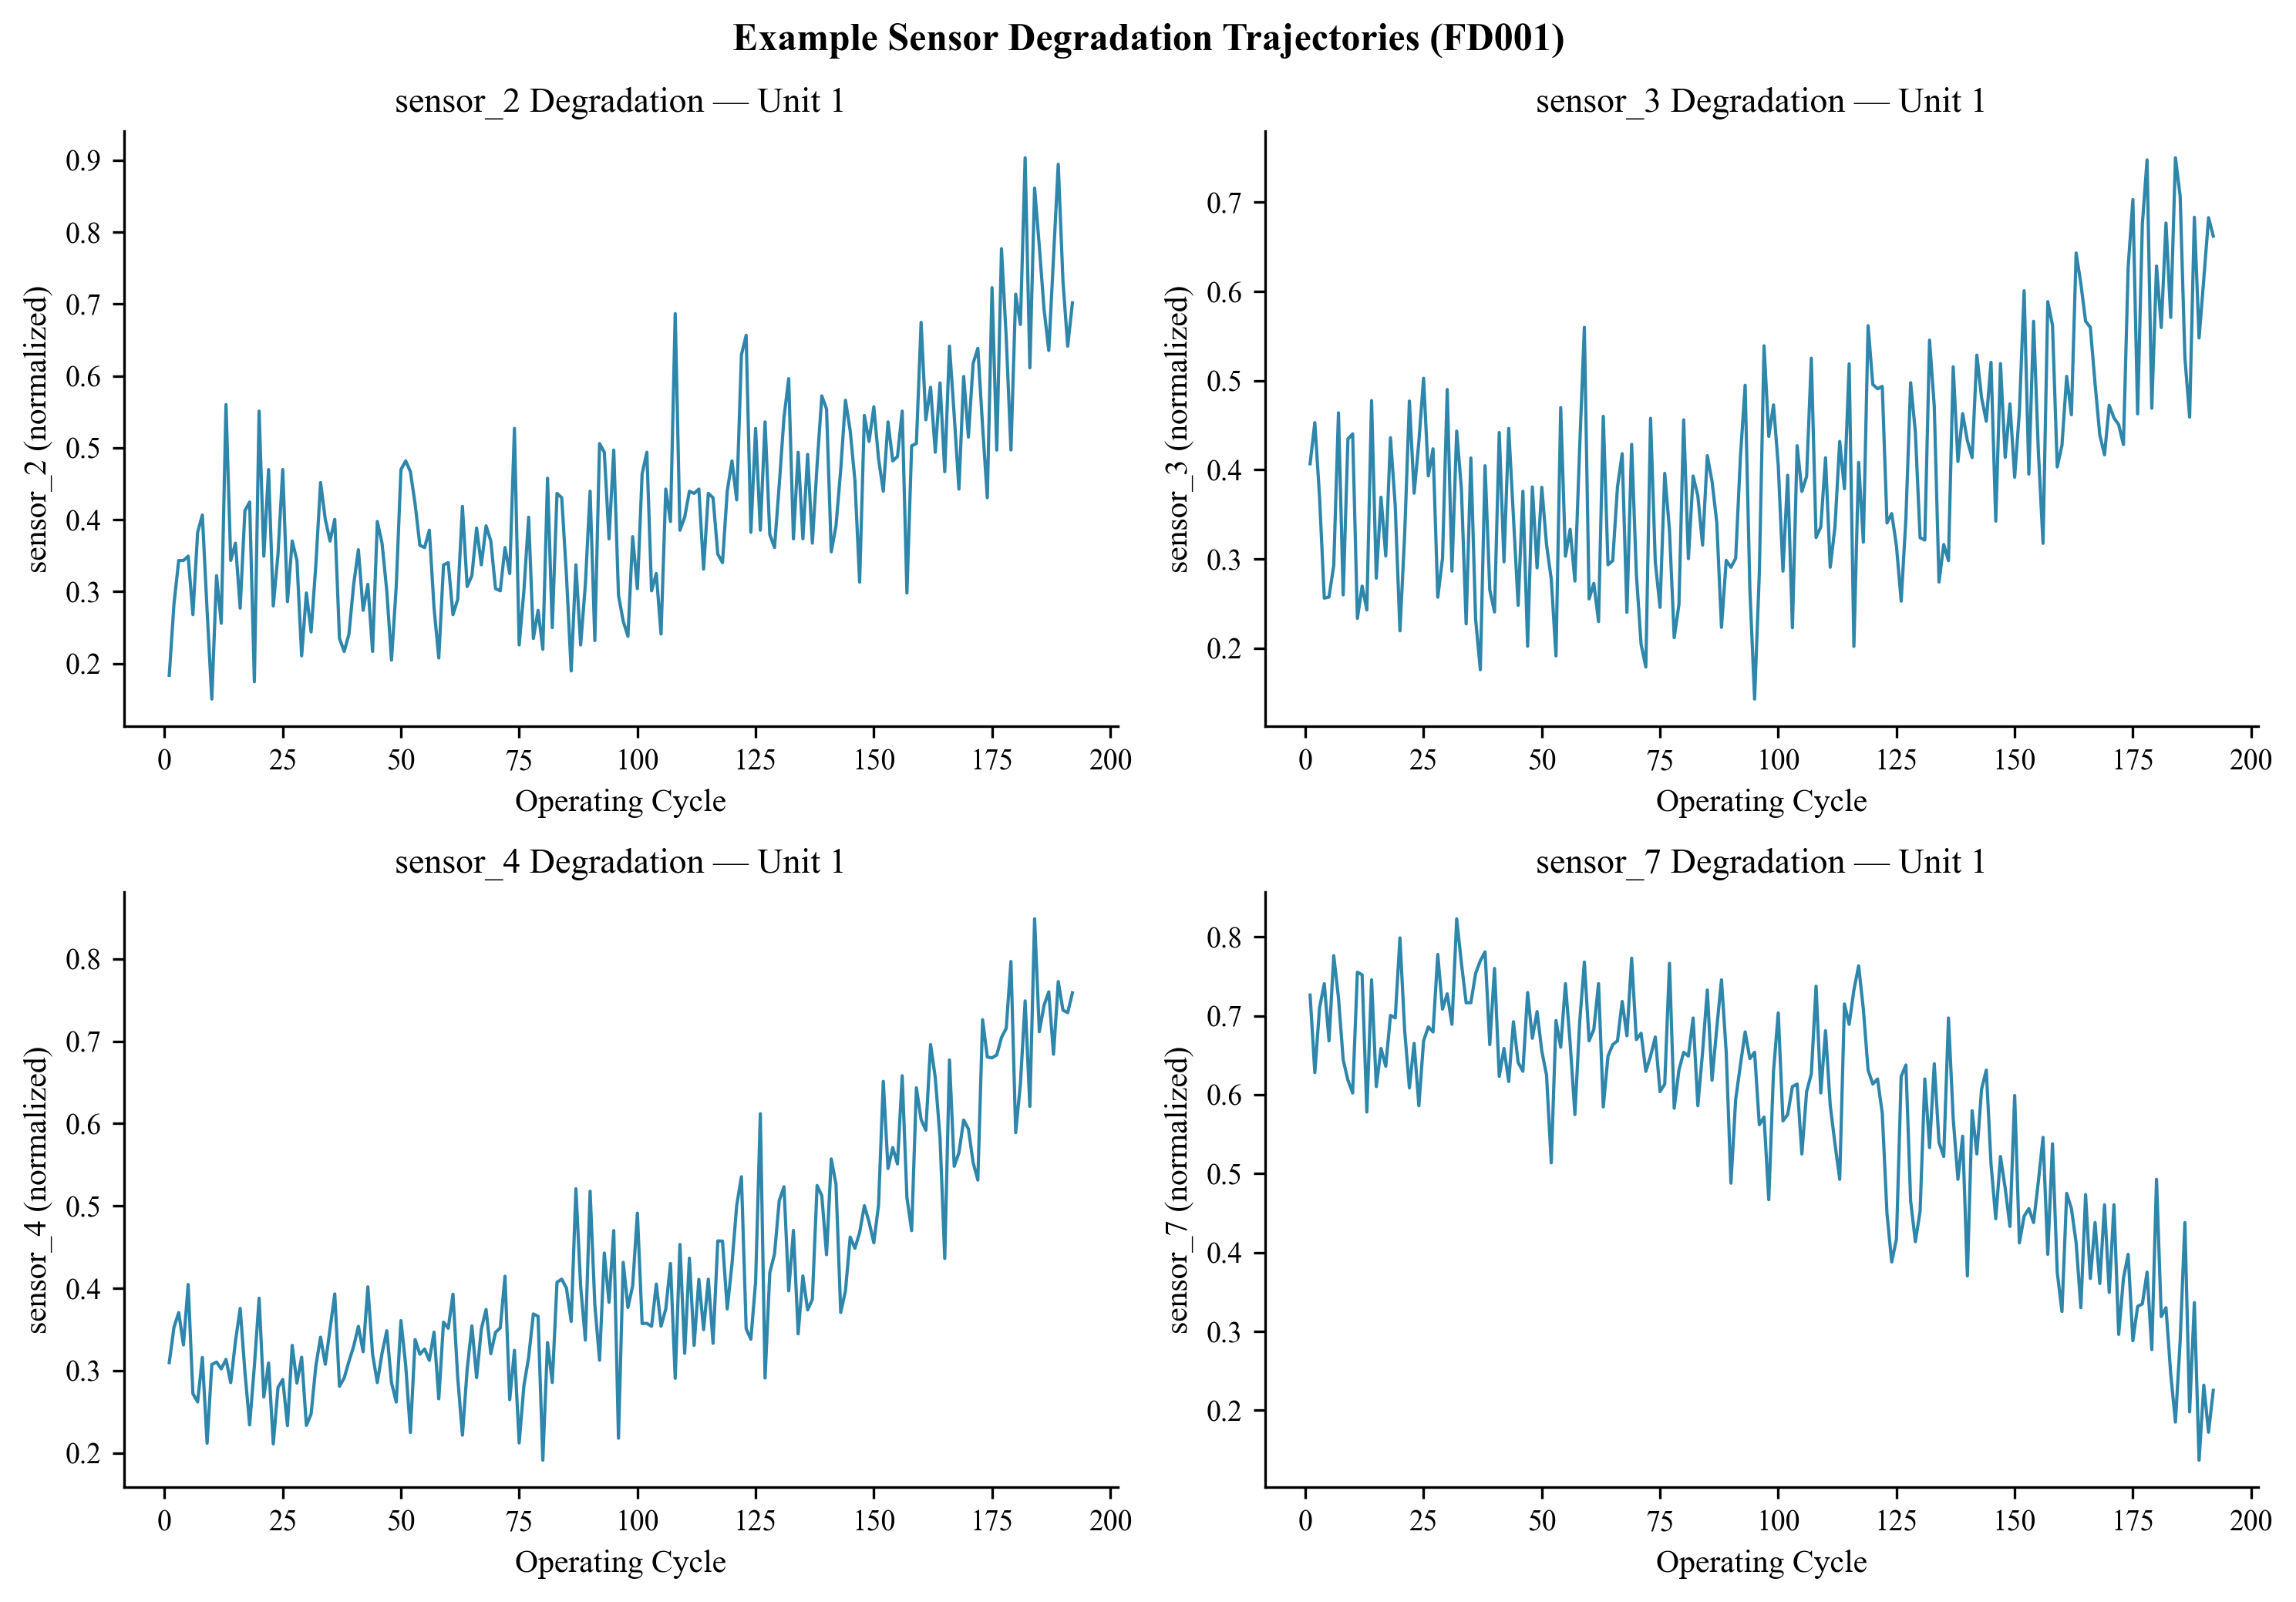 Example Sensor Degradation Trajectories (FD001)
sensor_2 Degradation — Unit 1
sensor_2 (normalized)
0.9
0.8
0.7
0.6
0.5
0.4
0.3
0.2
0 25 50 75 100 125 150 175 200
Operating Cycle
sensor_3 Degradation — Unit 1
sensor_3 (normalized)
0.7
0.6
0.5
0.4
0.3
0.2
0 25 50 75 100 125 150 175 200
Operating Cycle
sensor_4 Degradation — Unit 1
sensor_4 (normalized)
0.8
0.7
0.6
0.5
0.4
0.3
0.2
0 25 50 75 100 125 150 175 200
Operating Cycle
sensor_7 Degradation — Unit 1
sensor_7 (normalized)
0.8
0.7
0.6
0.5
0.4
0.3
0.2
0 25 50 75 100 125 150 175 200
Operating Cycle